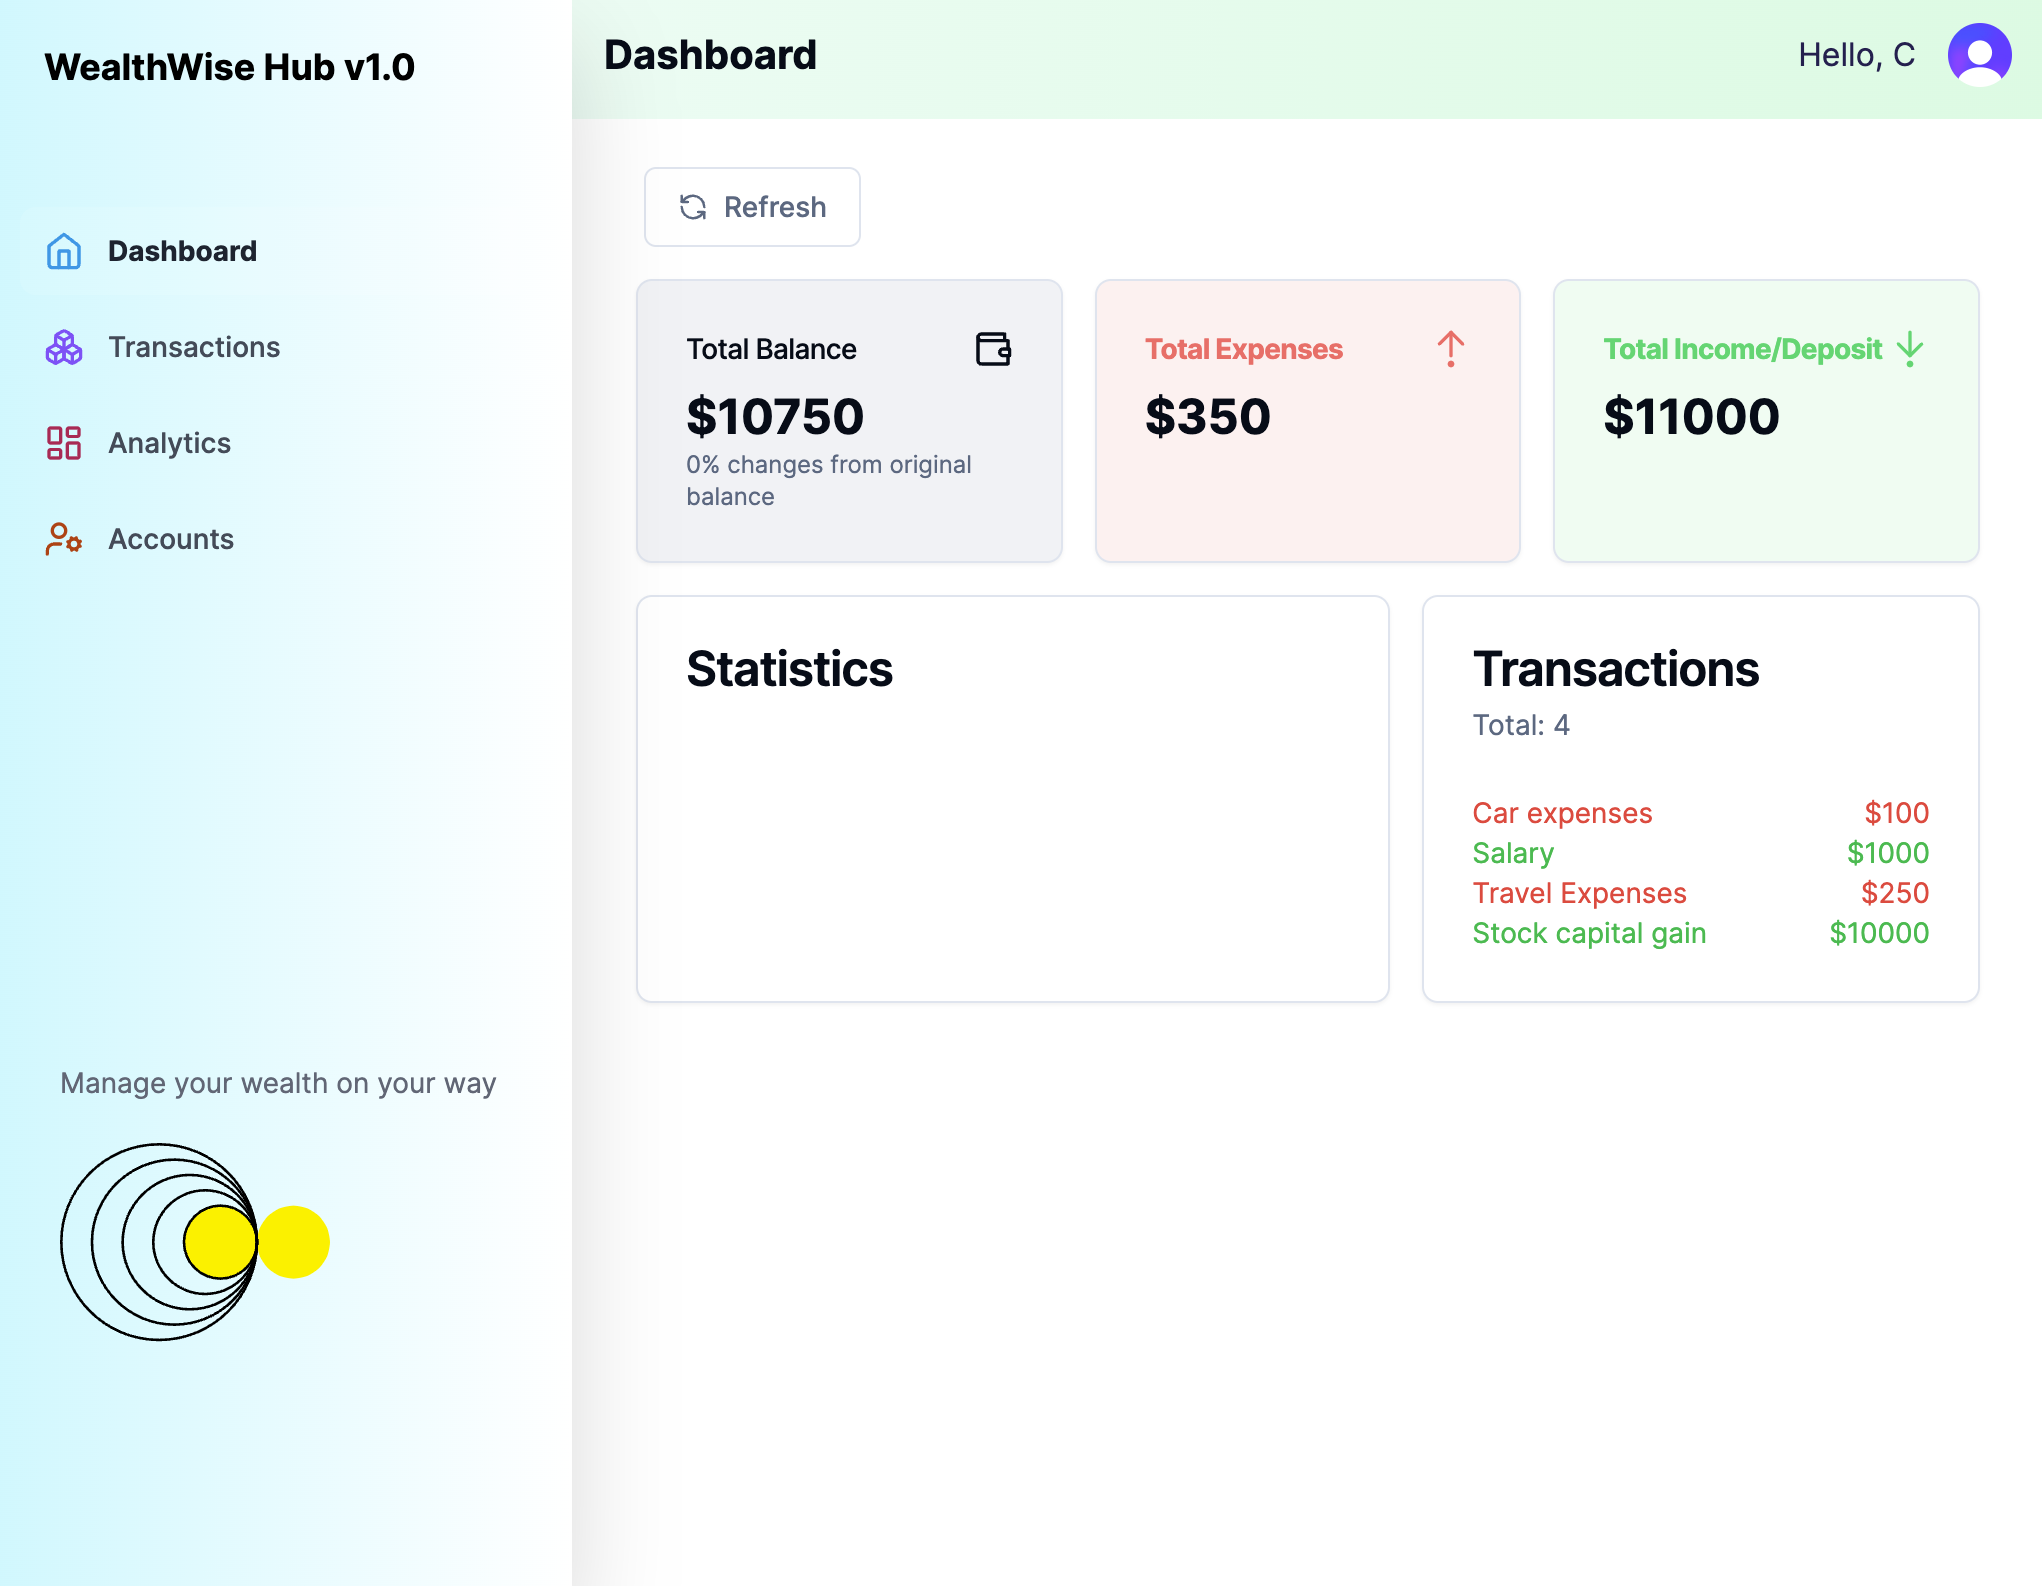 WealthWise Hub v1.0
Dashboard
Transactions
Analytics
Accounts
Manage your wealth on your way
Dashboard
Hello, C
Refresh
Total Balance
$10750
0% changes from original
balance
Total Expenses
$350
Total Income/Deposit
$11000
Statistics
Transactions
Total: 4
Car expenses $100
Salary $1000
Travel Expenses $250
Stock capital gain $10000